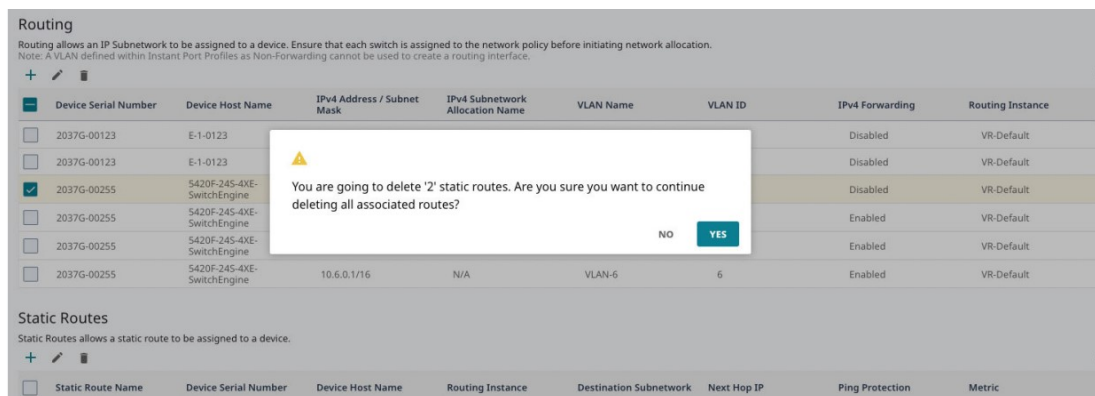 Routing
Routing allows an IP Subnetwork to be assigned to a device. Ensure that each switch is assigned to the network policy before initiating network allocation.
Note: A VLAN defined within Instant Port Profiles as Non-Forwarding cannot be used to create a routing interface.
Device Serial Number Device Host Name IPv4 Address / Subnet Mask IPv4 Subnetwork Allocation Name VLAN Name VLAN ID IPv4 Forwarding Routing Instance
2037G-00123 E-1-0123 Disabled VR-Default
2037G-00123 E-1-0123 Disabled VR-Default
2037G-00255 5420F-24S-4XE-SwitchEngine Disabled VR-Default
2037G-00255 5420F-24S-4XE-SwitchEngine Enabled VR-Default
2037G-00255 5420F-24S-4XE-SwitchEngine Enabled VR-Default
2037G-00255 5420F-24S-4XE-SwitchEngine 10.6.0.1/16 N/A VLAN-6 6 Enabled VR-Default
You are going to delete '2' static routes. Are you sure you want to continue
deleting all associated routes?
NO YES
Static Routes
Static Routes allows a static route to be assigned to a device.
Static Route Name Device Serial Number Device Host Name Routing Instance Destination Subnetwork Next Hop IP Ping Protection Metric